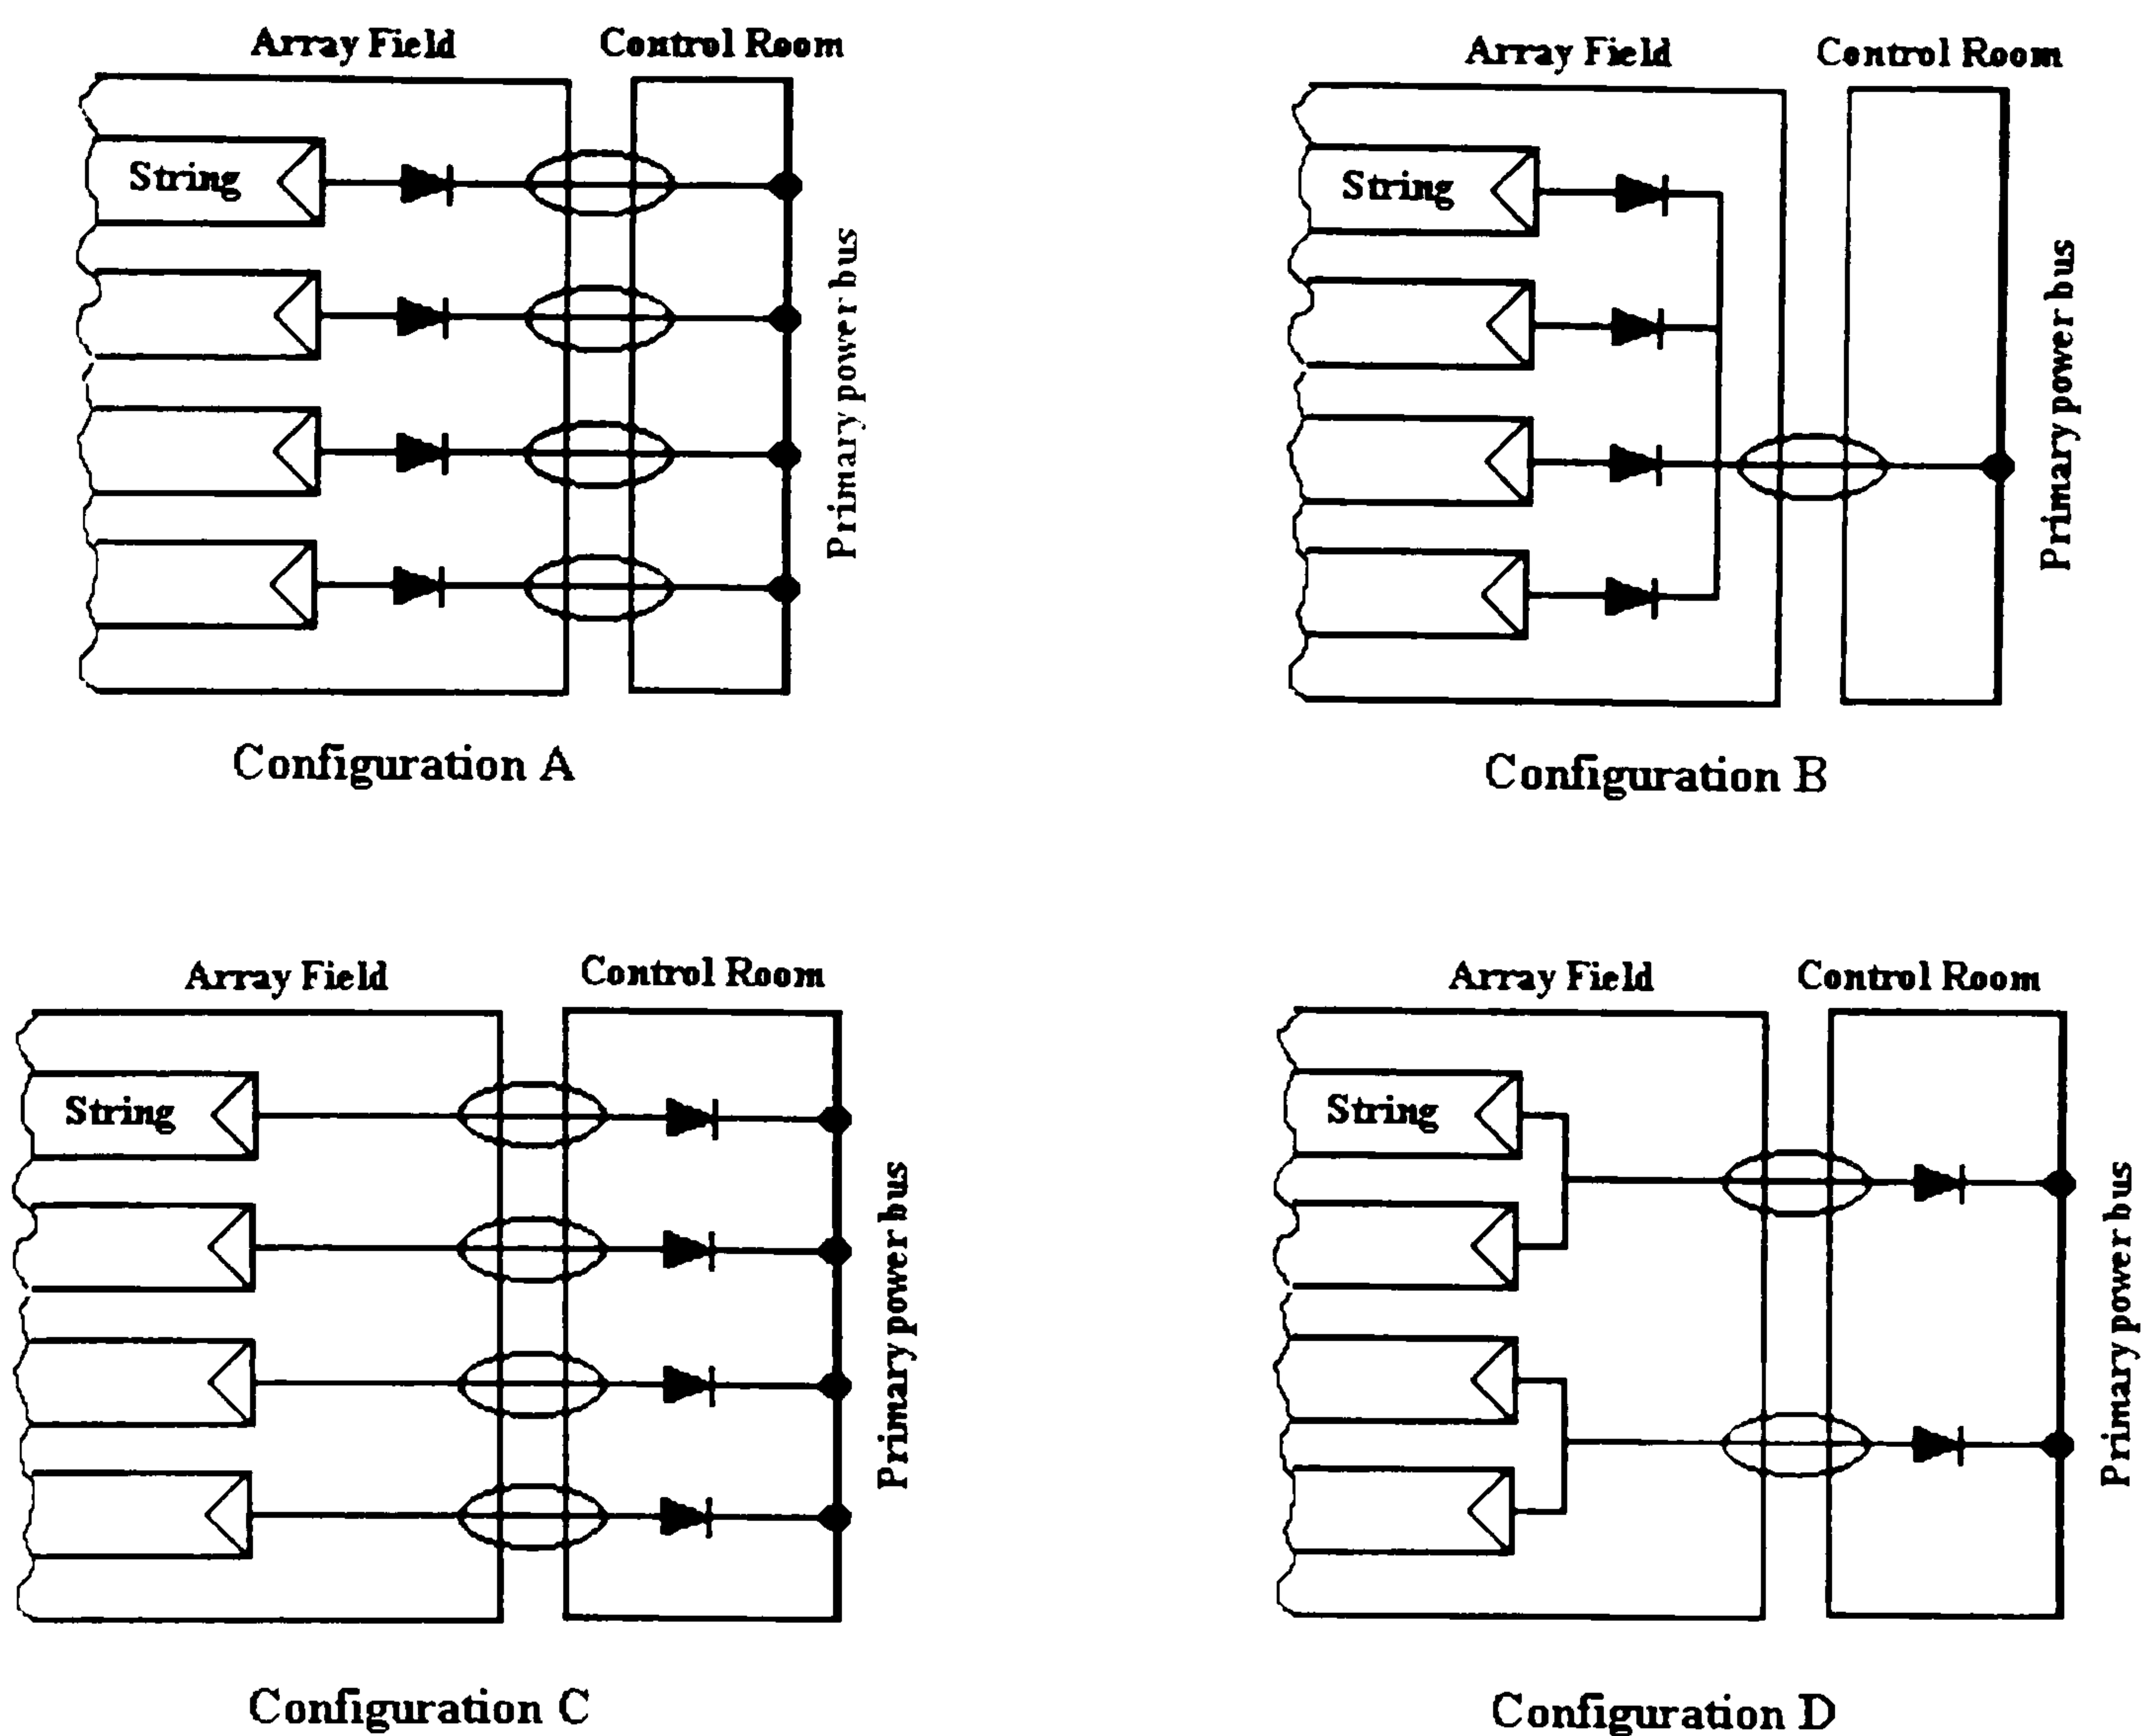 Array Field
Control Room
String
Primary power bus
Configuration A
Array Field
Control Room
String
Primary power bus
Configuration B
Array Field
Control Room
String
Primary power bus
Configuration C
Array Field
Control Room
String
Primary power bus
Configuration D